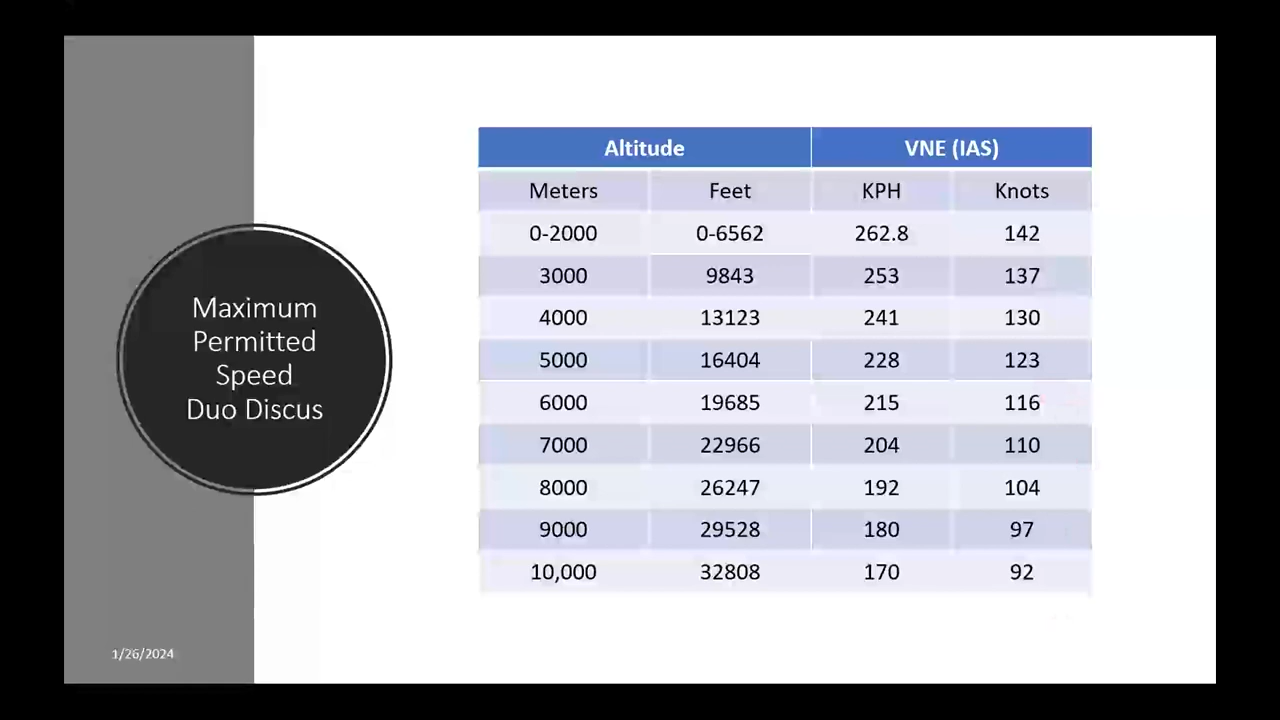 Maximum
Permitted
Speed
Duo Discus
1/26/2024
Altitude VNE (IAS)
Meters Feet KPH Knots
0-2000 0-6562 262.8 142
3000 9843 253 137
4000 13123 241 130
5000 16404 228 123
6000 19685 215 116
7000 22966 204 110
8000 26247 192 104
9000 29528 180 97
10,000 32808 170 92